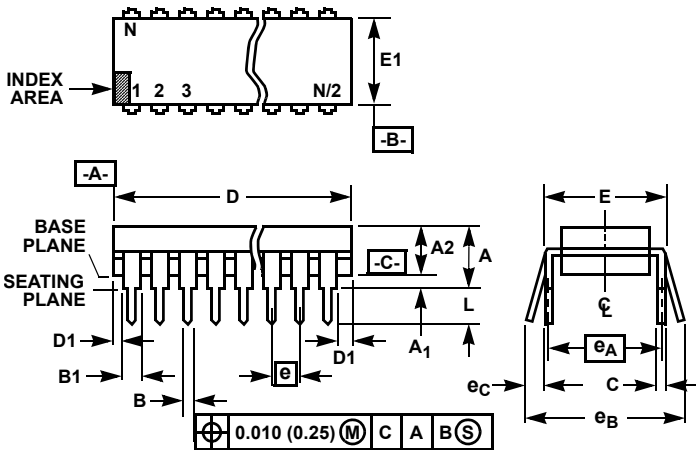 N
INDEX
AREA
1 2 3 N/2
E1
-B-
-A-
D
E
BASE
PLANE
A2
A
-C-
SEATING
PLANE
L
C
L
D1
A1
D1
B1
e
eA
B
eC
C
eB
0.010 (0.25) M C A B S